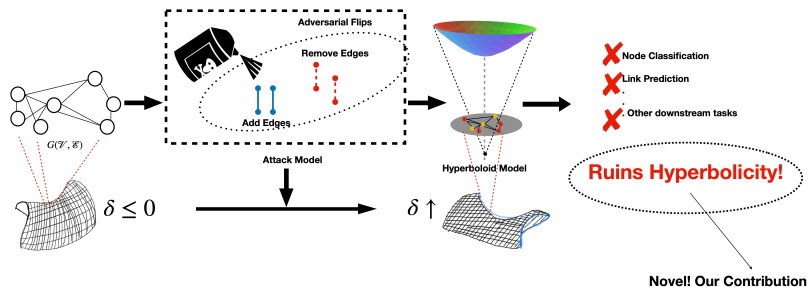 Adversarial Flips
Remove Edges
Add Edges
Attack Model
G(𝒱, ℰ)
δ ≤ 0
Hyperboloid Model
δ ↑
Node Classification
Link Prediction
.
.
. Other downstream tasks
Ruins Hyperbolicity!
Novel! Our Contribution